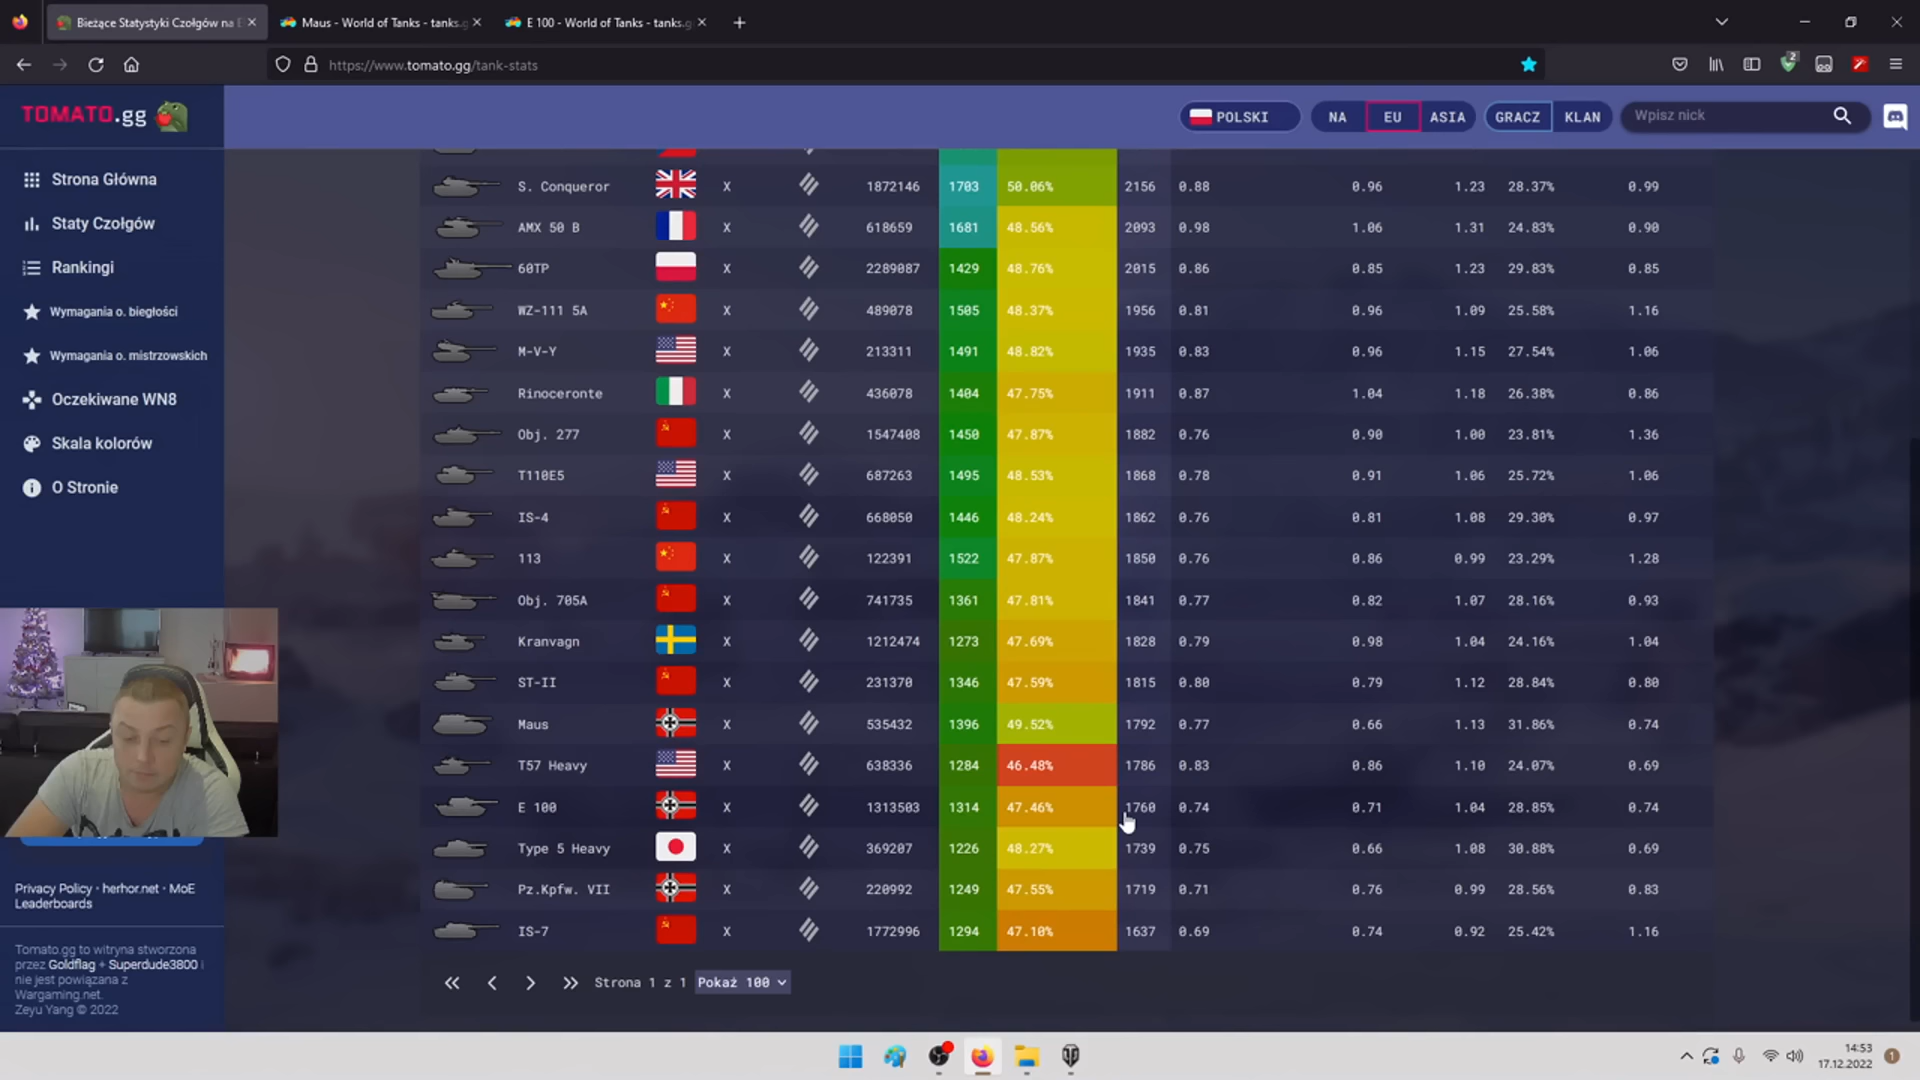 Bieżące Statystyki Czołgów na E
Maus - World of Tanks - tanks.g
E 100 - World of Tanks - tanks.g
https://www.tomato.gg/tank-stats
2
TOMATO.gg
POLSKI
NA EU ASIA
GRACZ KLAN
Wpisz nick
Strona Główna
Staty Czołgów
Rankingi
Wymagania o. biegłości
Wymagania o. mistrzowskich
Oczekiwane WN8
Skala kolorów
O Stronie
S. Conqueror X 1872146 1703 50.06% 2156 0.88 0.96 1.23 28.37% 0.99
AMX 50 B X 618659 1681 48.56% 2093 0.98 1.06 1.31 24.83% 0.90
60TP X 2289087 1429 48.76% 2015 0.86 0.85 1.23 29.83% 0.85
WZ-111 5A X 489078 1505 48.37% 1956 0.81 0.96 1.09 25.58% 1.16
M-V-Y X 213311 1491 48.82% 1935 0.83 0.96 1.15 27.54% 1.06
Rinoceronte X 436078 1404 47.75% 1911 0.87 1.04 1.18 26.38% 0.86
Obj. 277 X 1547408 1450 47.87% 1882 0.76 0.90 1.00 23.81% 1.36
T110E5 X 687263 1495 48.53% 1868 0.78 0.91 1.06 25.72% 1.06
IS-4 X 668050 1446 48.24% 1862 0.76 0.81 1.08 29.30% 0.97
113 X 122391 1522 47.87% 1850 0.76 0.86 0.99 23.29% 1.28
Obj. 705A X 741735 1361 47.81% 1841 0.77 0.82 1.07 28.16% 0.93
Kranvagn X 1212474 1273 47.69% 1828 0.79 0.98 1.04 24.16% 1.04
ST-II X 231370 1346 47.59% 1815 0.80 0.79 1.12 28.84% 0.80
Maus X 535432 1396 49.52% 1792 0.77 0.66 1.13 31.86% 0.74
T57 Heavy X 638336 1284 46.48% 1786 0.83 0.86 1.10 24.07% 0.69
E 100 X 1313503 1314 47.46% 1760 0.74 0.71 1.04 28.85% 0.74
Type 5 Heavy X 369207 1226 48.27% 1739 0.75 0.66 1.08 30.88% 0.69
Pz.Kpfw. VII X 220992 1249 47.55% 1719 0.71 0.76 0.99 28.56% 0.83
IS-7 X 1772996 1294 47.10% 1637 0.69 0.74 0.92 25.42% 1.16
Strona 1 z 1 Pokaż 100
Privacy Policy • herhor.net • MoE
Leaderboards
Tomato.gg to witryna stworzona
przez Goldflag + Superdude3800 i
nie jest powiązana z
Wargaming.net.
Zeyu Yang © 2022
14:53
17.12.2022
1